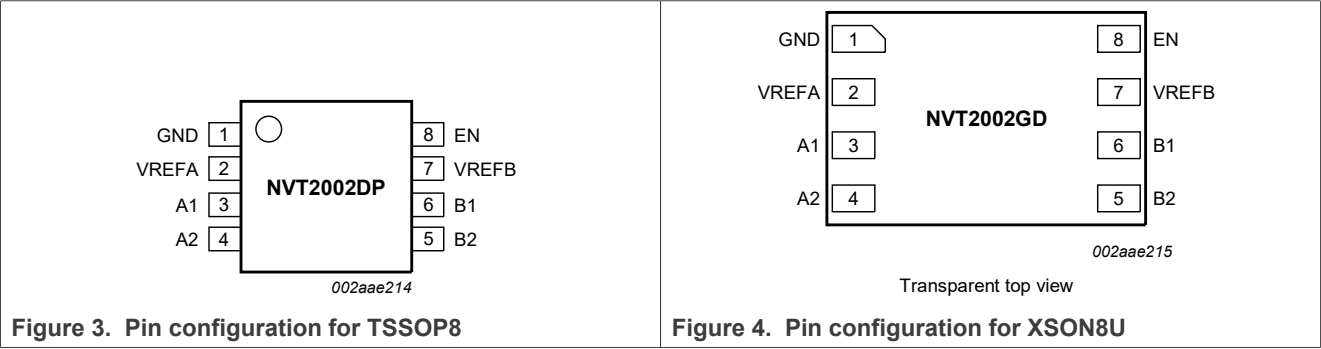 GND 1 8 EN
VREFA 2 7 VREFB
NVT2002DP
A1 3 6 B1
A2 4 5 B2
002aae214
Figure 3. Pin configuration for TSSOP8
GND 1 8 EN
VREFA 2 7 VREFB
NVT2002GD
A1 3 6 B1
A2 4 5 B2
002aae215
Transparent top view
Figure 4. Pin configuration for XSON8U